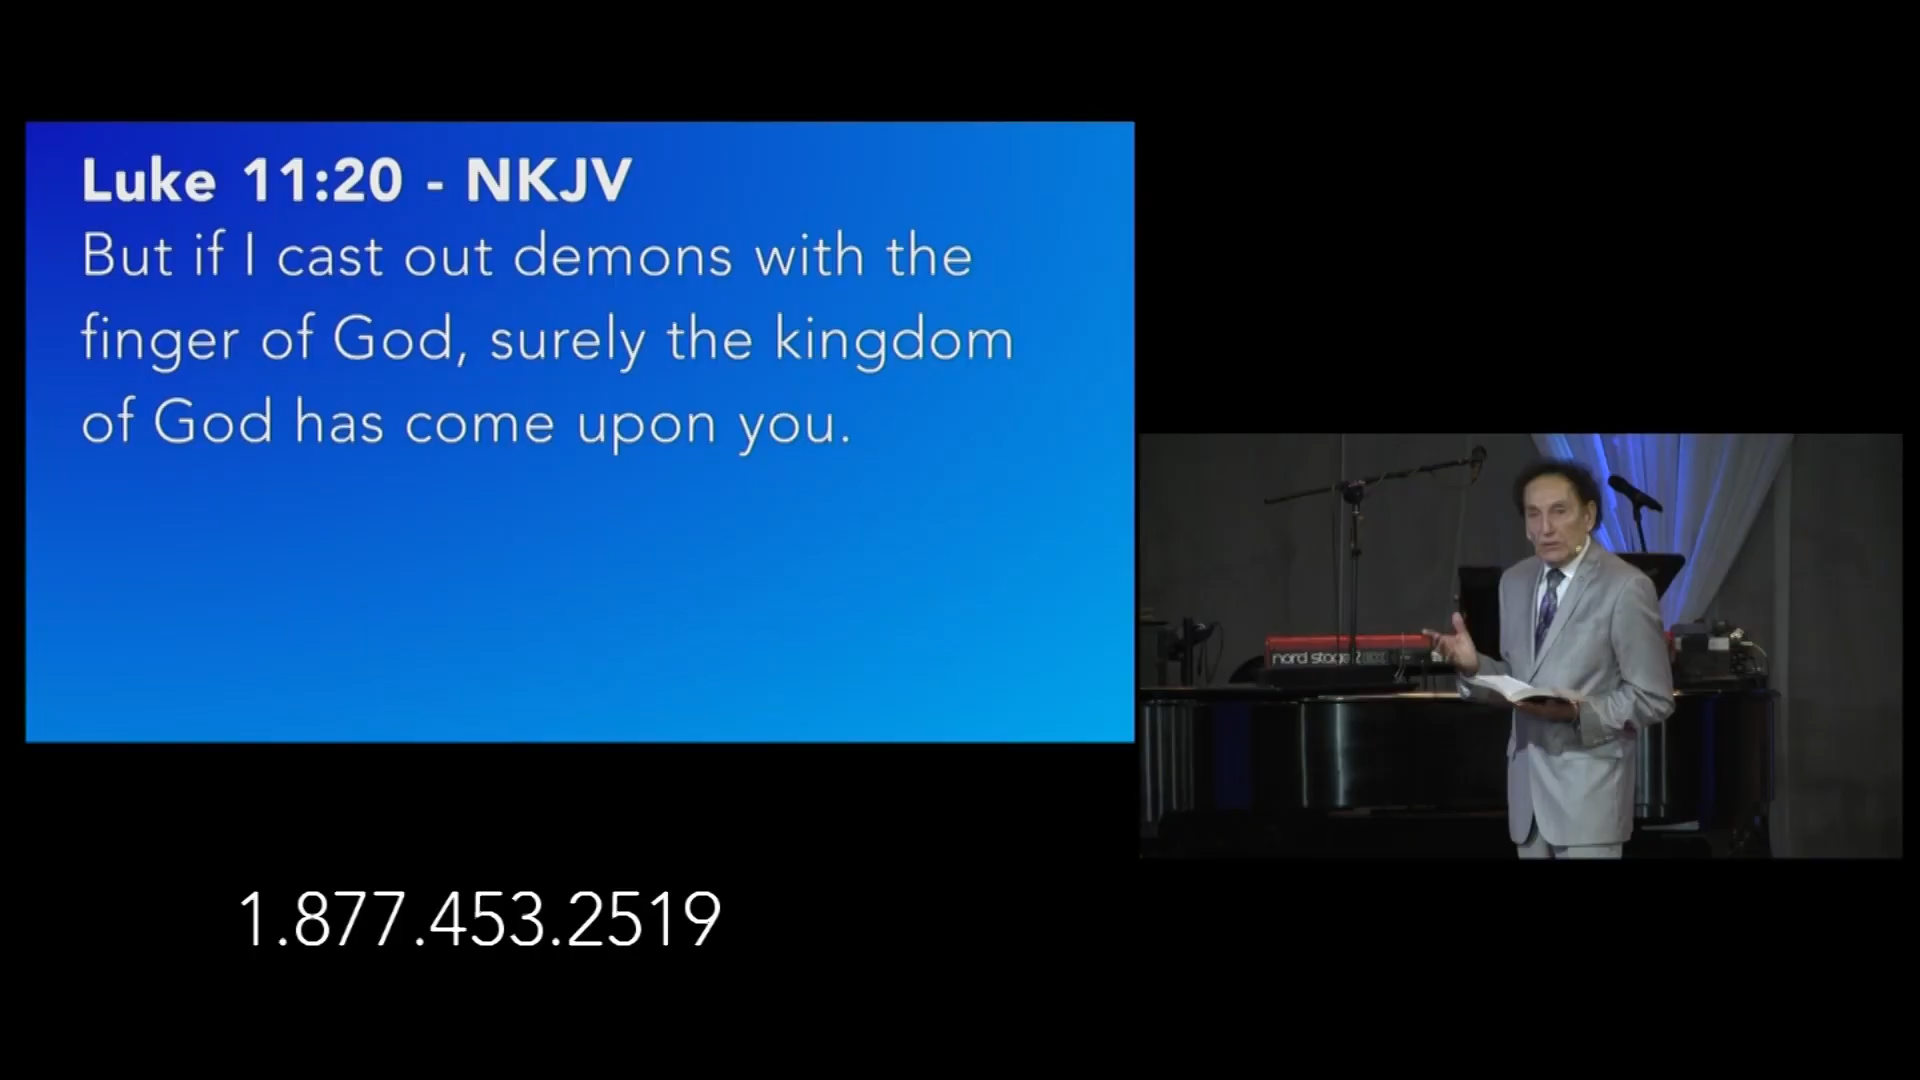 Luke 11:20 - NKJV
But if I cast out demons with the
finger of God, surely the kingdom
of God has come upon you.
nord stage 2 EX
1.877.453.2519